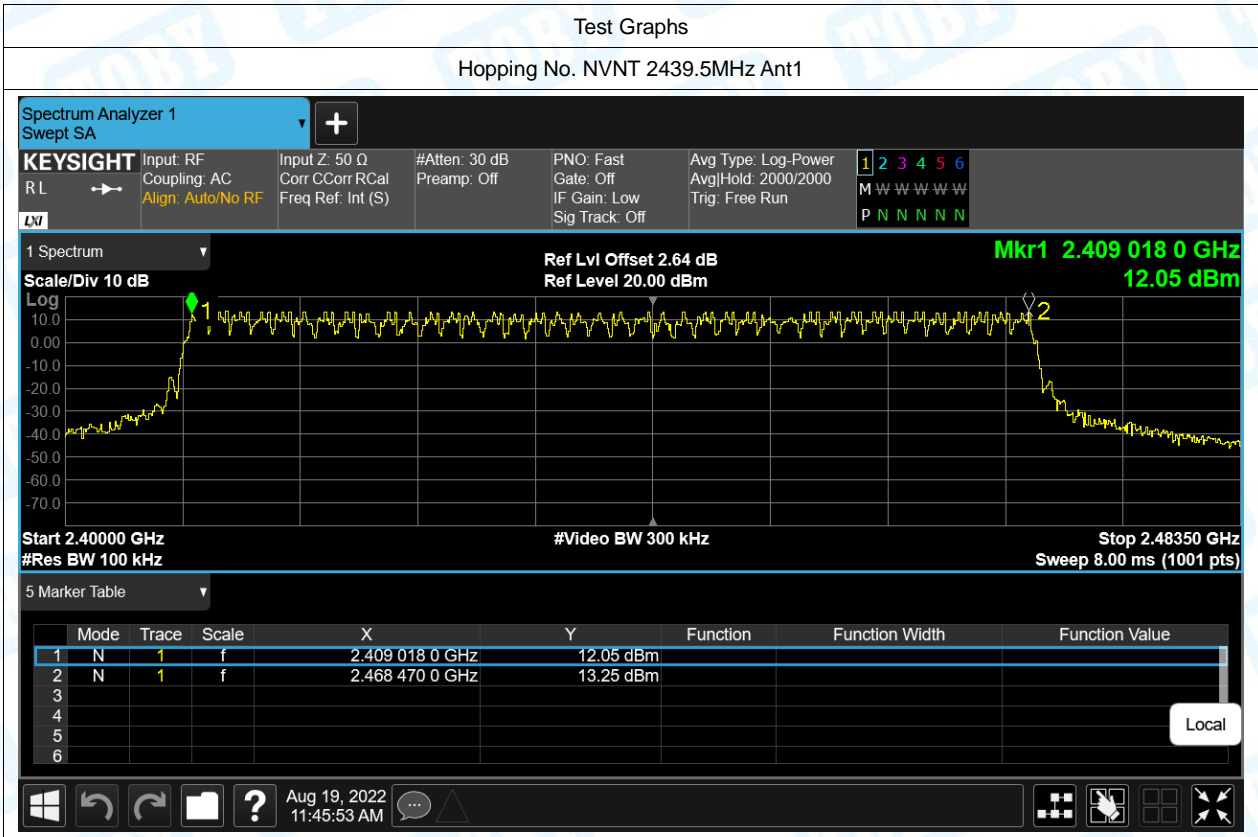 Test Graphs
Hopping No. NVNT 2439.5MHz Ant1
Spectrum Analyzer 1
Swept SA
KEYSIGHT Input: RF Input Z: 50 Ω #Atten: 30 dB PNO: Fast Avg Type: Log-Power 1 2 3 4 5 6
RL Coupling: AC Corr CCorr RCal Preamp: Off Gate: Off Avg|Hold: 2000/2000 M W W W W W
Align: Auto/No RF Freq Ref: Int (S) IF Gain: Low Trig: Free Run
LXI Sig Track: Off P N N N N N
1 Spectrum Ref Lvl Offset 2.64 dB Mkr1 2.409 018 0 GHz
Scale/Div 10 dB Ref Level 20.00 dBm 12.05 dBm
Log
1 2
10.0
0.00
-10.0
-20.0
-30.0
-40.0
-50.0
-60.0
-70.0
Start 2.40000 GHz #Video BW 300 kHz Stop 2.48350 GHz
#Res BW 100 kHz Sweep 8.00 ms (1001 pts)
5 Marker Table
Mode Trace Scale X Y Function Function Width Function Value
1 N 1 f 2.409 018 0 GHz 12.05 dBm
2 N 1 f 2.468 470 0 GHz 13.25 dBm
3
4
5
6
Local
Aug 19, 2022
11:45:53 AM